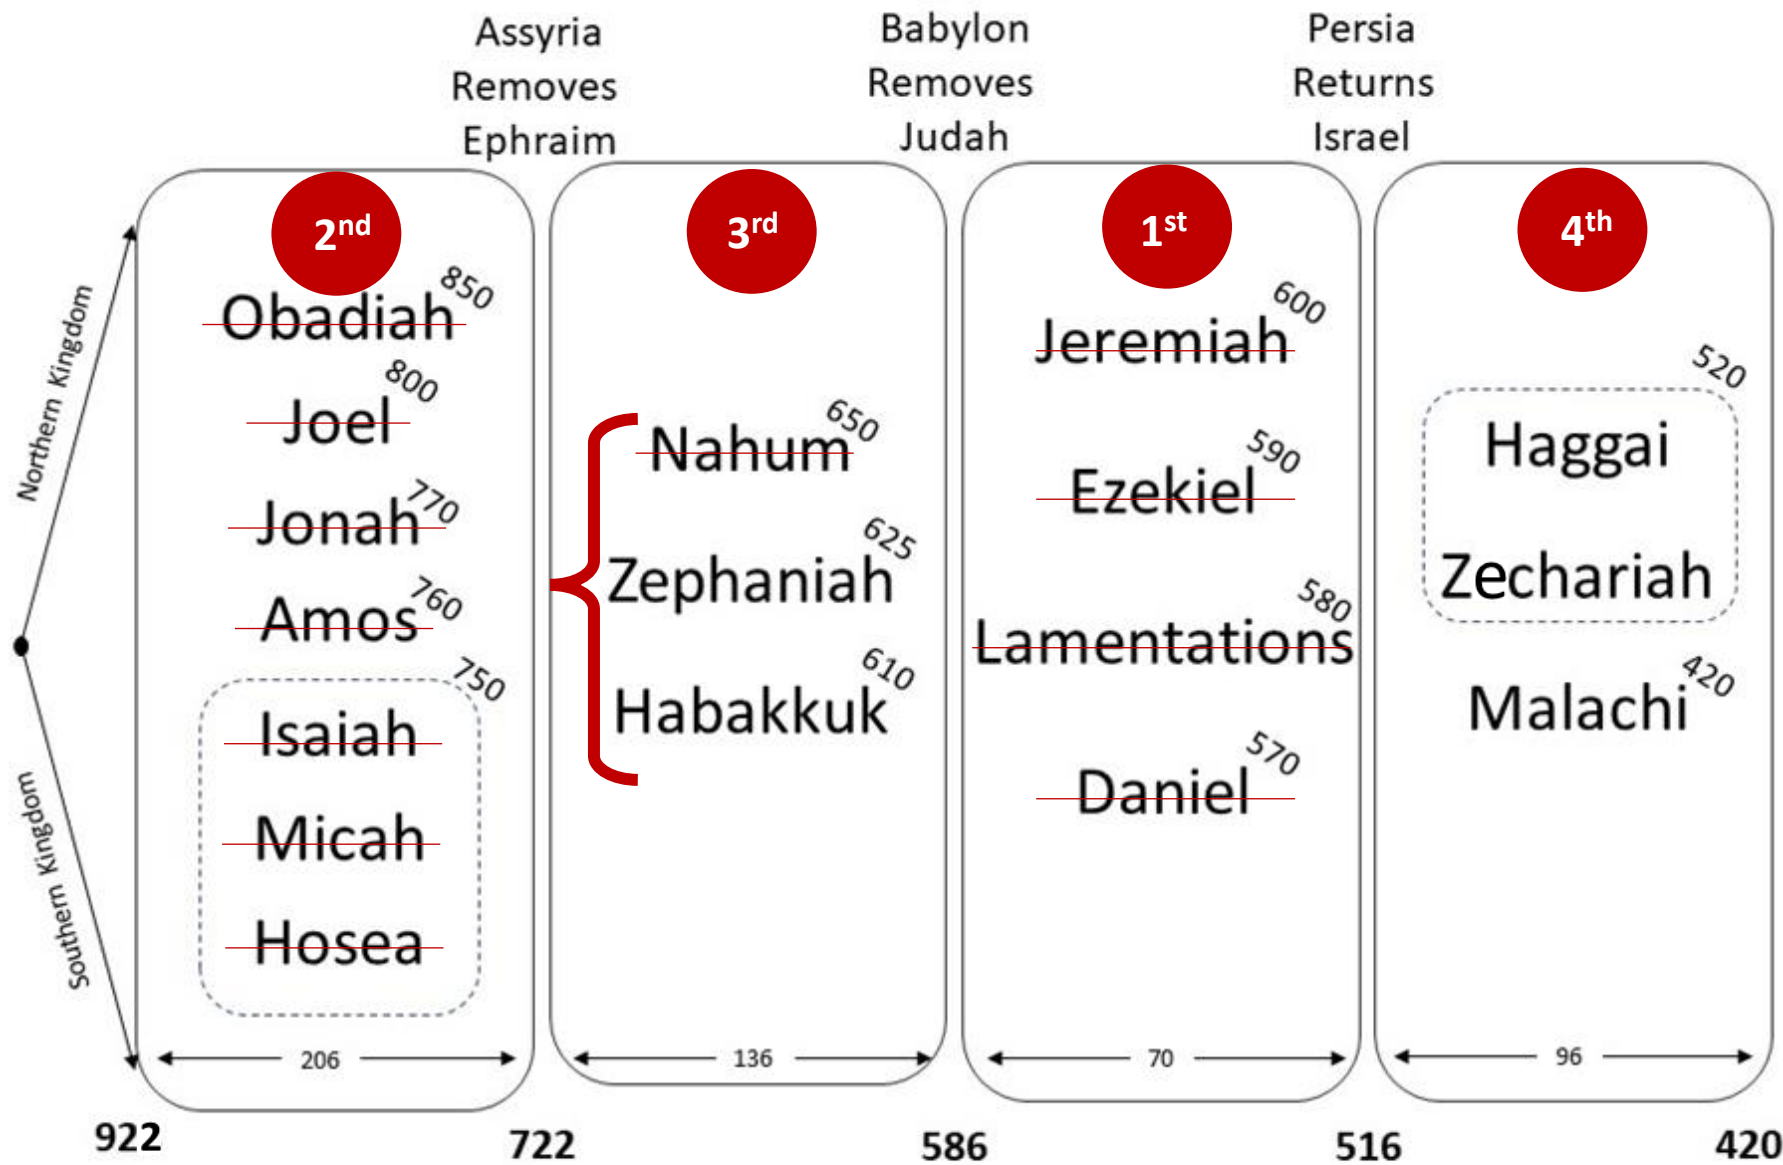 Assyria
Removes
Ephraim
Babylon
Removes
Judah
Persia
Returns
Israel
Northern Kingdom
Southern Kingdom
2nd
Obadiah 850
Joel 800
Jonah 770
Amos 760
750
Isaiah
Micah
Hosea
206
3rd
Nahum 650
Zephaniah 625
Habakkuk 610
136
1st
Jeremiah 600
Ezekiel 590
Lamentations 580
Daniel 570
70
4th
520
Haggai
Zechariah
Malachi 420
96
922
722
586
516
420